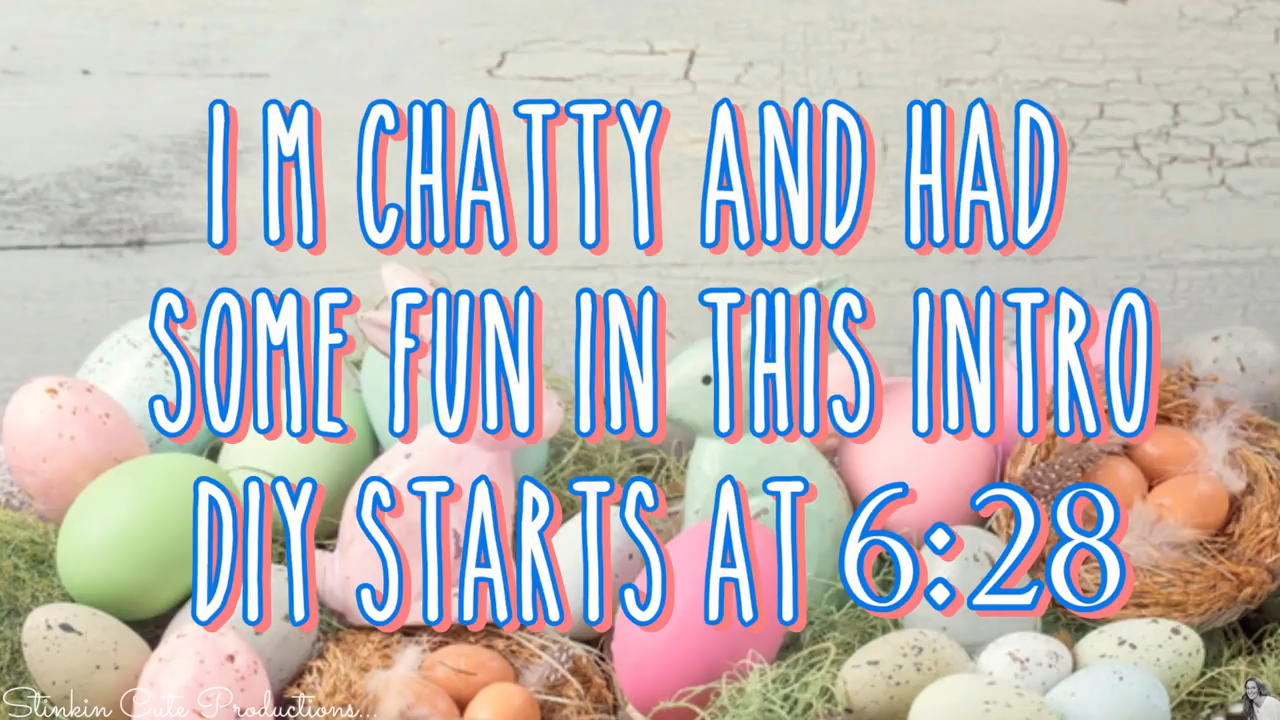 I M CHATTY AND HAD
SOME FUN IN THIS INTRO
DIY STARTS AT 6:28
Stinkin Cute Productions...